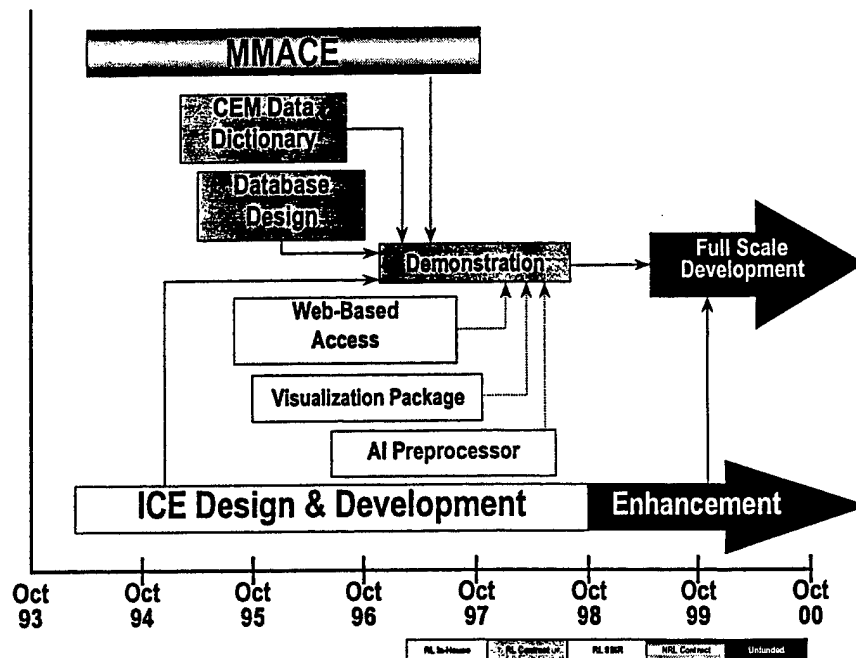 MMACE
CEM Data
Dictionary
Database
Design
Demonstration
Full Scale
Development
Web-Based
Access
Visualization Package
AI Preprocessor
ICE Design & Development
Enhancement
Oct
93
Oct
94
Oct
95
Oct
96
Oct
97
Oct
98
Oct
99
Oct
00
RL In-House
RL Contract
RL SBIR
NRL Contract
Unfunded